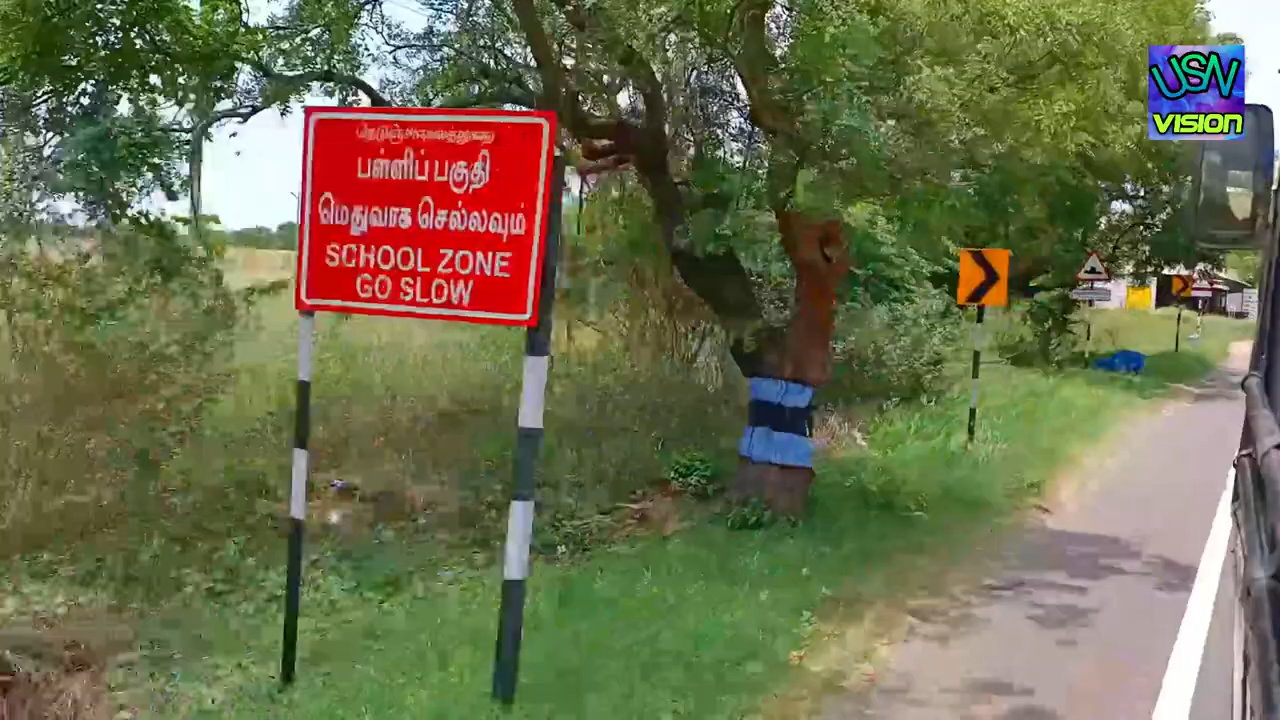 நெடுஞ்சாலைத்துறை
பள்ளிப் பகுதி
மெதுவாக செல்லவும்
SCHOOL ZONE
GO SLOW
USN
VISION